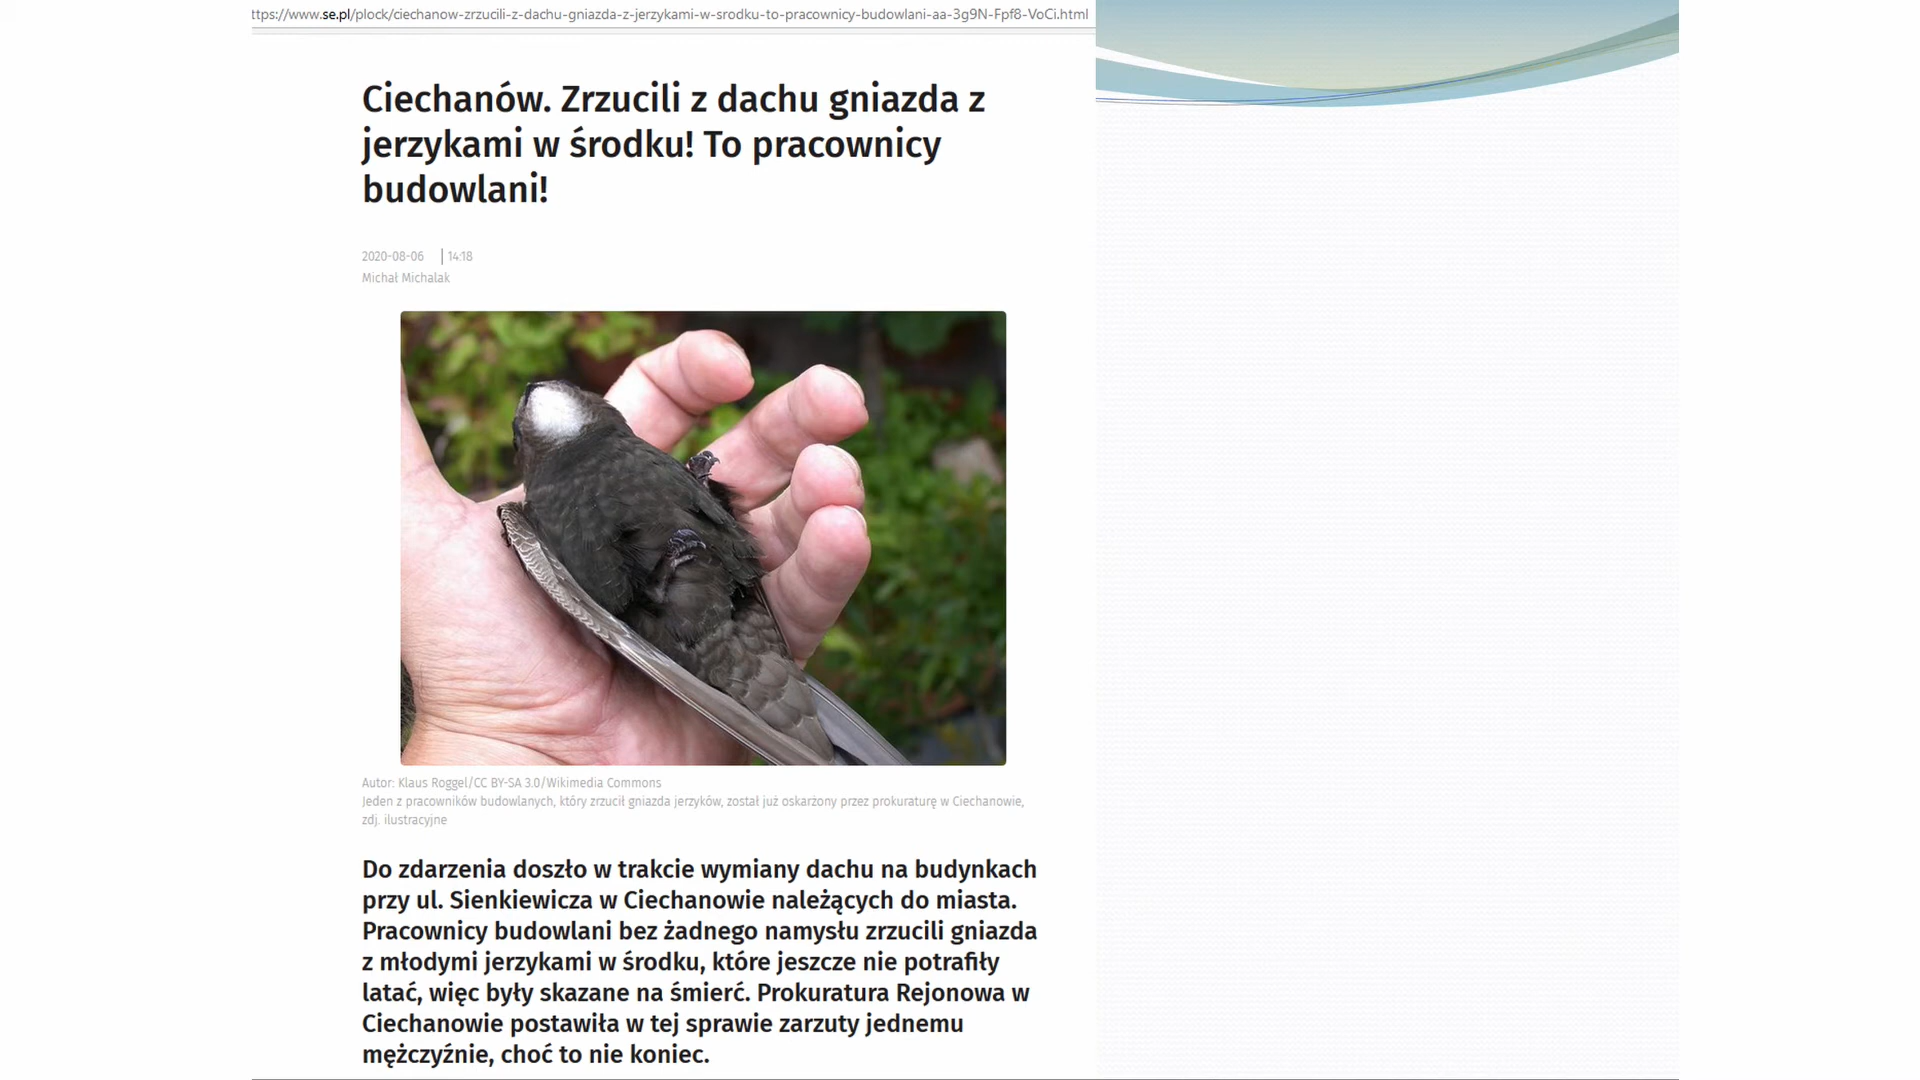 ttps://www.se.pl/plock/ciechanow-zrzucili-z-dachu-gniazda-z-jerzykami-w-srodku-to-pracownicy-budowlani-aa-3g9N-Fpf8-VoCi.html
Ciechanów. Zrzucili z dachu gniazda z
jerzykami w środku! To pracownicy
budowlani!
2020-08-06 | 14:18
Michał Michalak
Autor: Klaus Roggel/CC BY-SA 3.0/Wikimedia Commons
Jeden z pracowników budowlanych, który zrzucił gniazda jerzyków, został już oskarżony przez prokuraturę w Ciechanowie,
zdj. ilustracyjne
Do zdarzenia doszło w trakcie wymiany dachu na budynkach
przy ul. Sienkiewicza w Ciechanowie należących do miasta.
Pracownicy budowlani bez żadnego namysłu zrzucili gniazda
z młodymi jerzykami w środku, które jeszcze nie potrafiły
latać, więc były skazane na śmierć. Prokuratura Rejonowa w
Ciechanowie postawiła w tej sprawie zarzuty jednemu
mężczyźnie, choć to nie koniec.